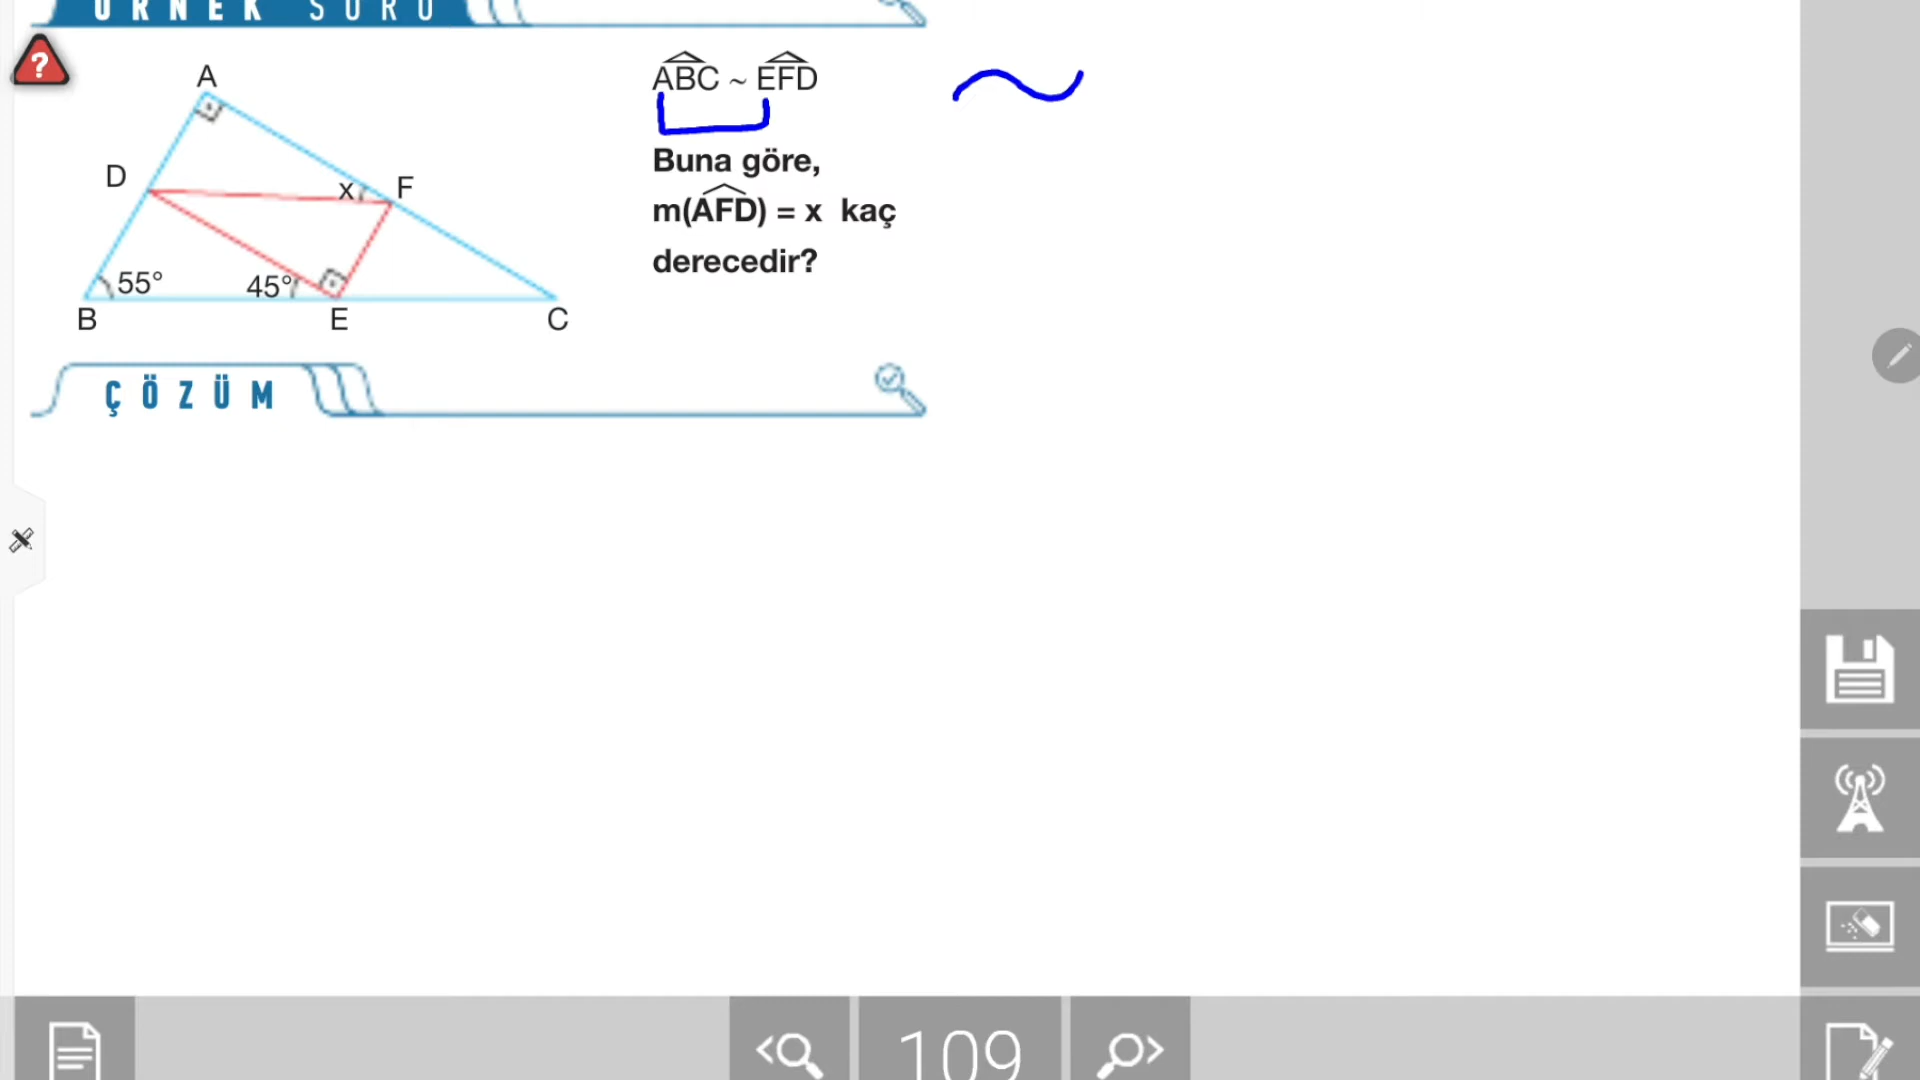 ÖRNEK SORU
?
A
D
x
F
55°
45°
B
E
C
ABC ~ EFD
Buna göre,
m(AFD) = x kaç
derecedir?
ÇÖZÜM
109